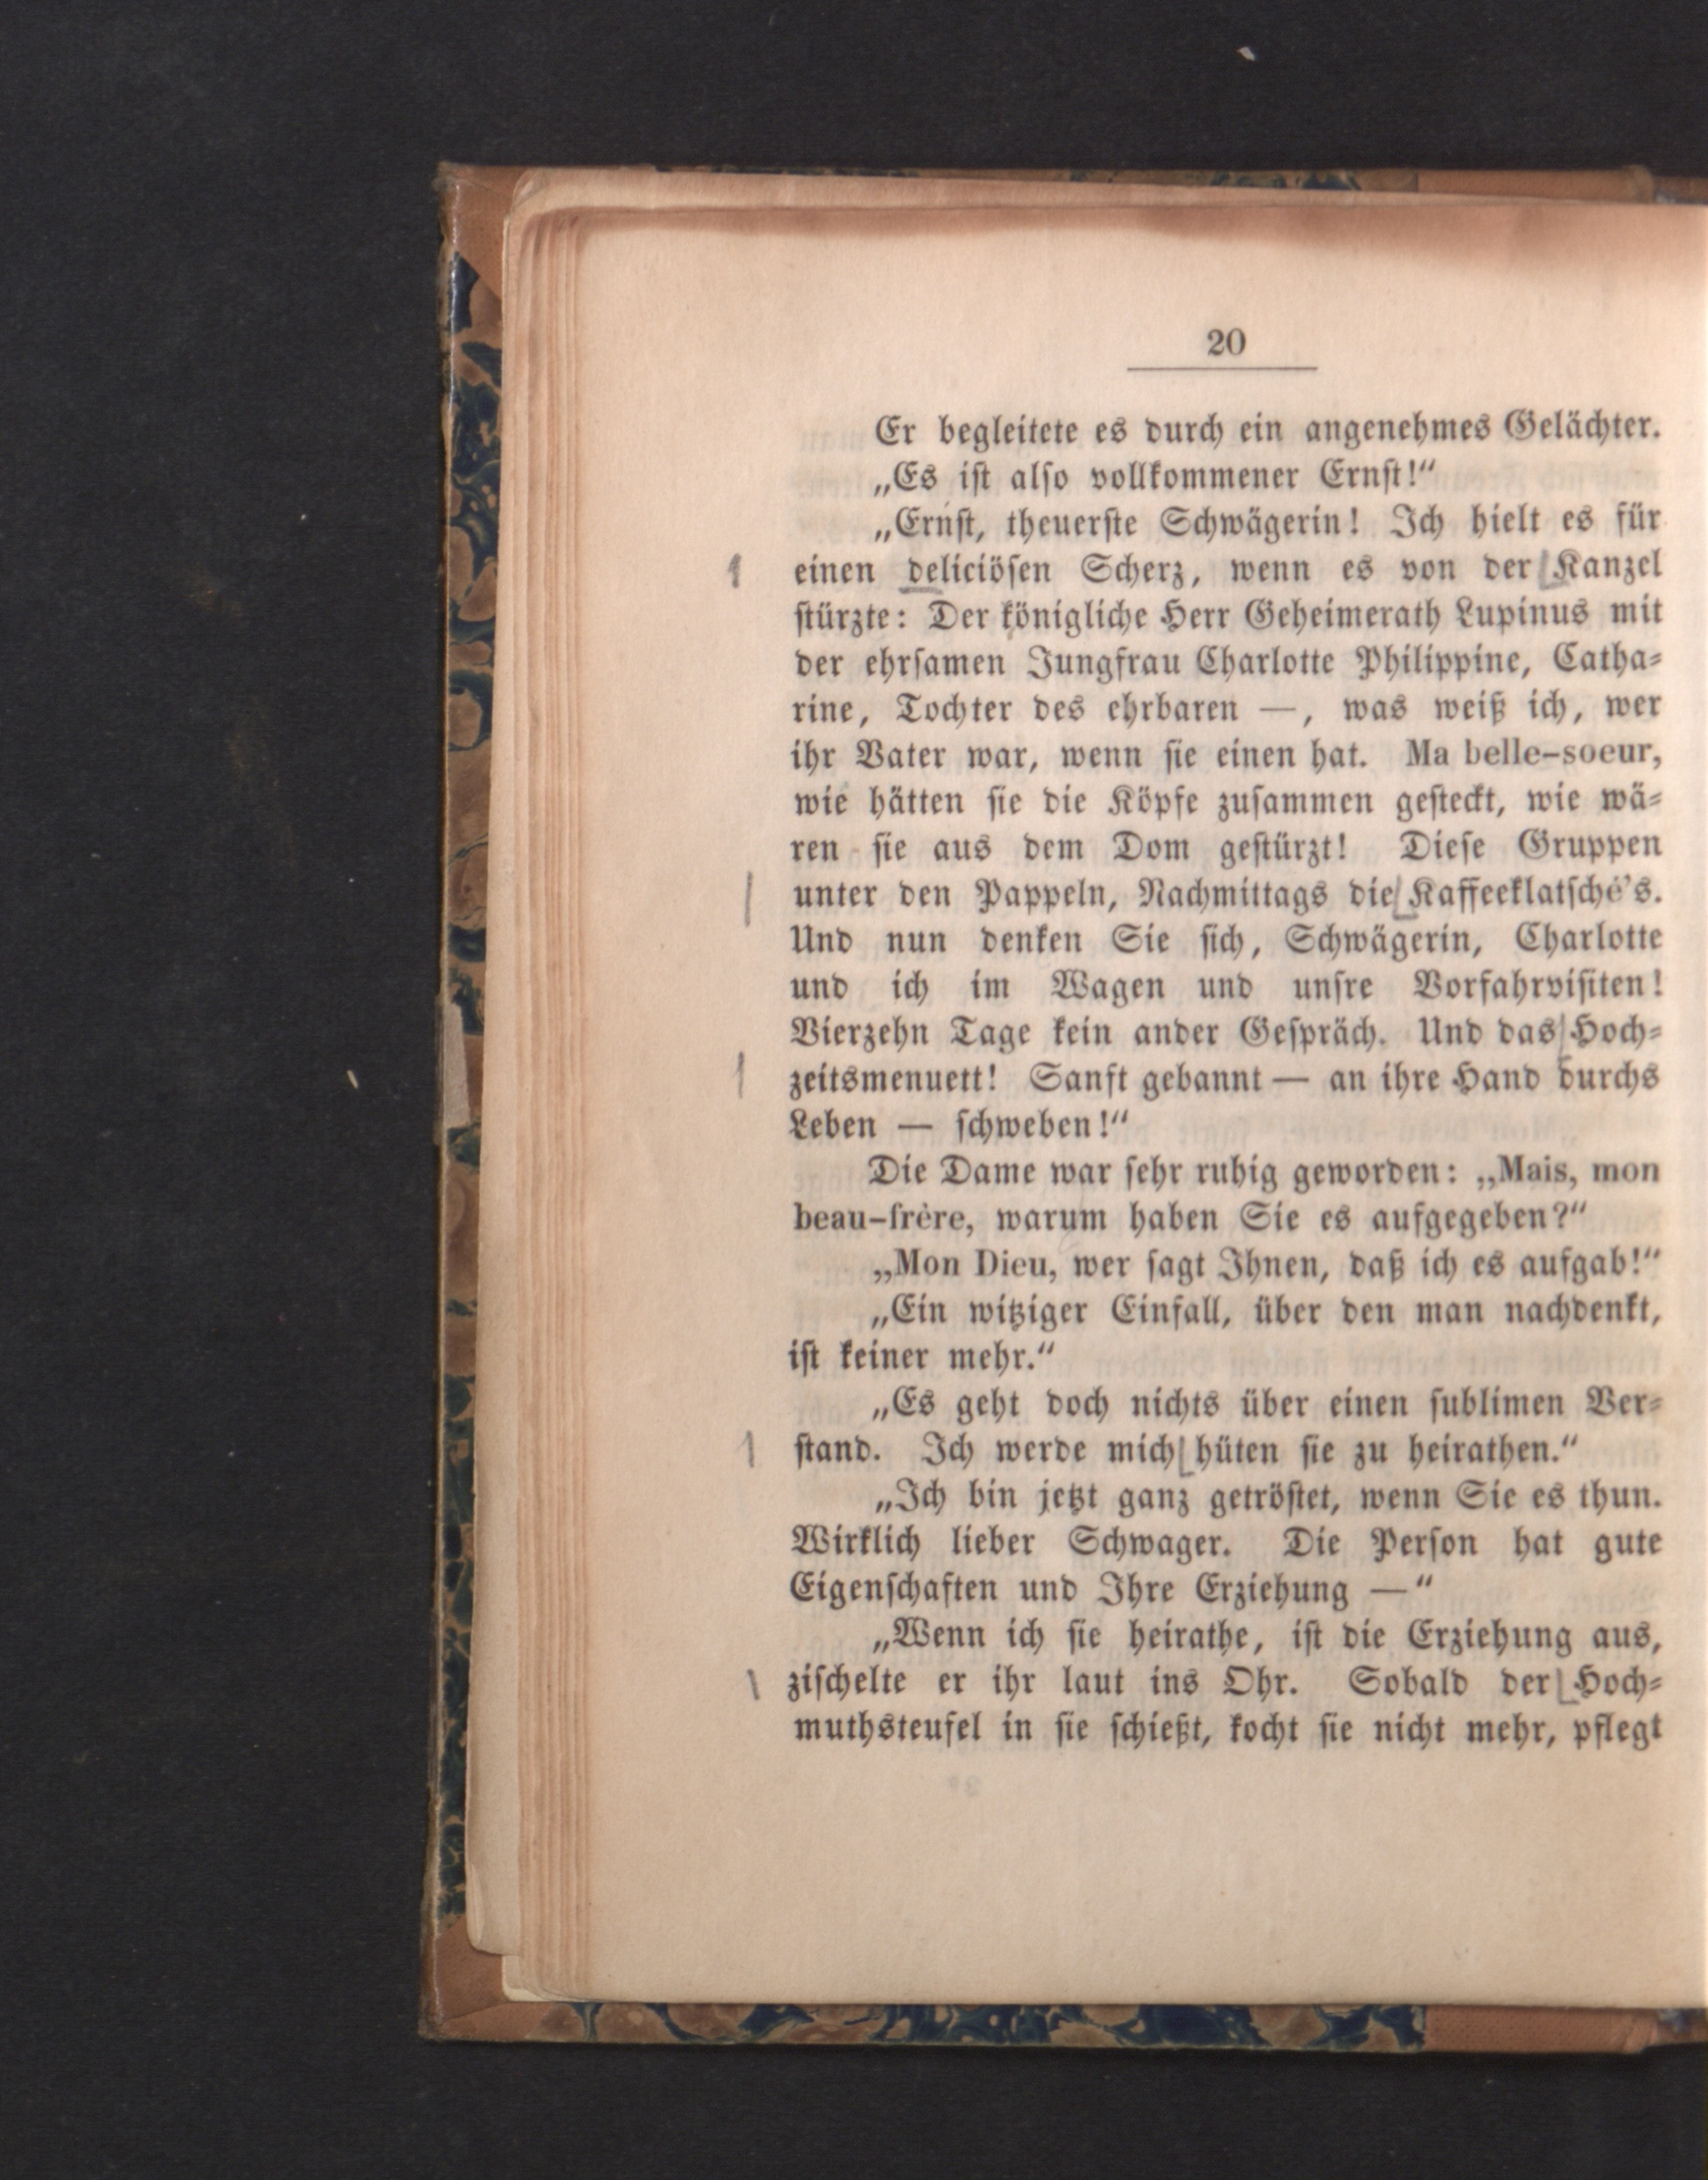 20
Er begleitete es durch ein angenehmes Gelächter.
„Es iſt alſo vollkommener Ernſt!“
„Ernſt, theuerſte Schwägerin! Ich hielt es für
einen deliciöſen Scherz, wenn es von der Kanzel
ſtürzte: Der königliche Herr Geheimerath Lupinus mit
der ehrſamen Jungfrau Charlotte Philippine, Catha⸗
rine, Tochter des ehrbaren —, was weiß ich, wer
ihr Vater war, wenn ſie einen hat. Ma belle-soeur,
wie hätten ſie die Köpfe zuſammen geſteckt, wie wä⸗
ren ſie aus dem Dom geſtürzt! Dieſe Gruppen
unter den Pappeln, Nachmittags die Kaffeeklatſché's.
Und nun denken Sie ſich, Schwägerin, Charlotte
und ich im Wagen und unſre Vorfahrviſiten!
Vierzehn Tage kein ander Geſpräch. Und das Hoch⸗
zeitsmenuett! Sanft gebannt — an ihre Hand durchs
Leben — ſchweben!“
Die Dame war ſehr ruhig geworden: „Mais, mon
beau-frère, warum haben Sie es aufgegeben?“
„Mon Dieu, wer ſagt Ihnen, daß ich es aufgab!“
„Ein witziger Einfall, über den man nachdenkt,
iſt keiner mehr.“
„Es geht doch nichts über einen ſublimen Ver⸗
ſtand. Ich werde mich hüten ſie zu heirathen.“
„Ich bin jetzt ganz getröſtet, wenn Sie es thun.
Wirklich lieber Schwager. Die Perſon hat gute
Eigenſchaften und Ihre Erziehung —“
„Wenn ich ſie heirathe, iſt die Erziehung aus,
ziſchelte er ihr laut ins Ohr. Sobald der Hoch⸗
muthsteufel in ſie ſchießt, kocht ſie nicht mehr, pflegt